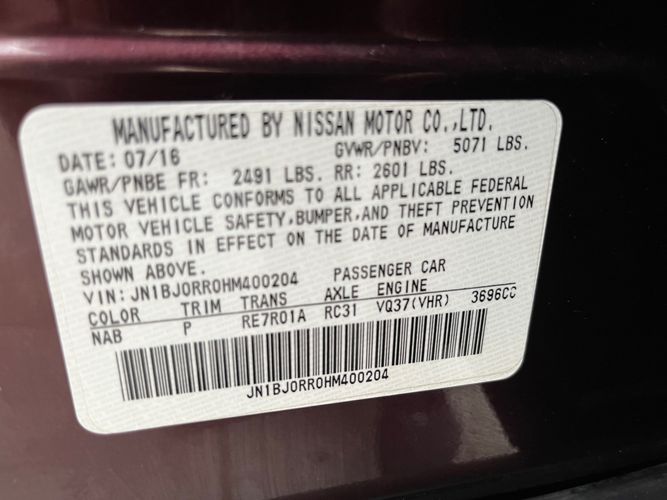 MANUFACTURED BY NISSAN MOTOR CO.,LTD.
DATE: 07/16 GVWR/PNBV: 5071 LBS.
GAWR/PNBE FR: 2491 LBS. RR: 2601 LBS.
THIS VEHICLE CONFORMS TO ALL APPLICABLE FEDERAL
MOTOR VEHICLE SAFETY,BUMPER,AND THEFT PREVENTION
STANDARDS IN EFFECT ON THE DATE OF MANUFACTURE
SHOWN ABOVE.
VIN: JN1BJ0RR0HM400204 PASSENGER CAR
COLOR TRIM TRANS AXLE ENGINE
NAB P RE7R01A RC31 VQ37(VHR) 3696CC
JN1BJ0RR0HM400204